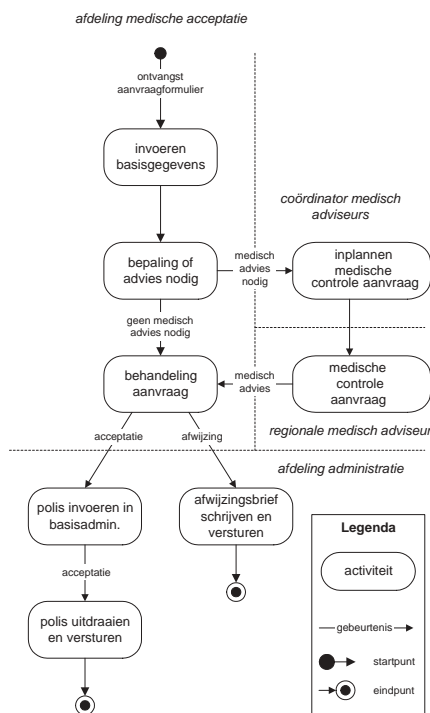 afdeling medische acceptatie
ontvangst
aanvraagformulier
invoeren
basisgegevens
coördinator medisch
adviseurs
bepaling of
advies nodig
medisch
advies
nodig
inplannen
medische
controle aanvraag
geen medisch
advies nodig
behandeling
aanvraag
medisch
advies
medische
controle
aanvraag
regionale medisch adviseur
acceptatie
afwijzing
afdeling administratie
polis invoeren in
basisadmin.
afwijzingsbrief
schrijven en
versturen
acceptatie
polis uitdraaien
en versturen
Legenda
activiteit
gebeurtenis
startpunt
eindpunt